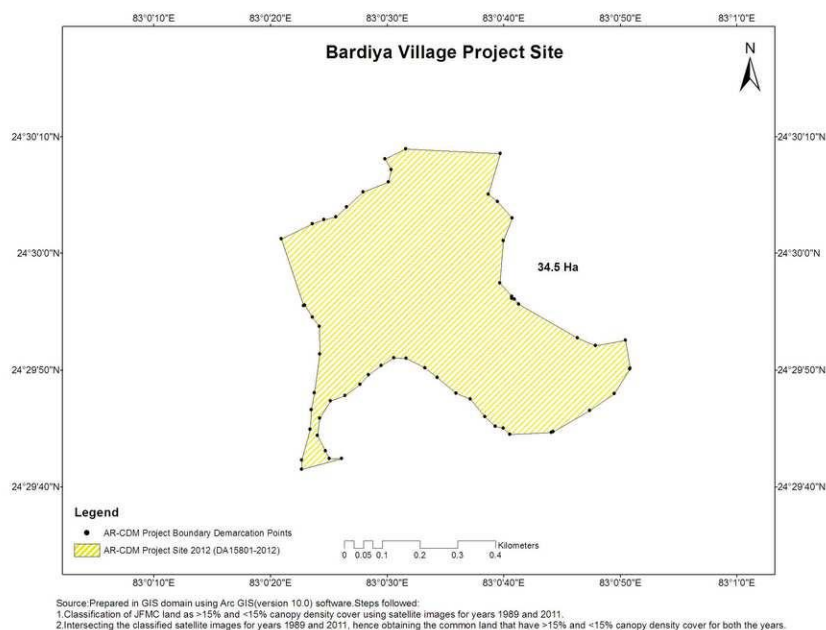 83°0'10"E 83°0'20"E 83°0'30"E 83°0'40"E 83°0'50"E 83°1'0"E
Bardiya Village Project Site
N
24°30'10"N 24°30'10"N
24°30'0"N 24°30'0"N
34.5 Ha
24°29'50"N 24°29'50"N
24°29'40"N 24°29'40"N
Legend
AR-CDM Project Boundary Demarcation Points
AR-CDM Project Site 2012 (DA15801-2012)
Kilometers
0 0.05 0.1 0.2 0.3 0.4
83°0'10"E 83°0'20"E 83°0'30"E 83°0'40"E 83°0'50"E 83°1'0"E
Source:Prepared in GIS domain using Arc GIS(version 10.0) software.Steps followed:
1.Classification of JFMC land as >15% and <15% canopy density cover using satellite images for years 1989 and 2011.
2.Intersecting the classified satellite images for years 1989 and 2011, hence obtaining the common land that have >15% and <15% canopy density cover for both the years.